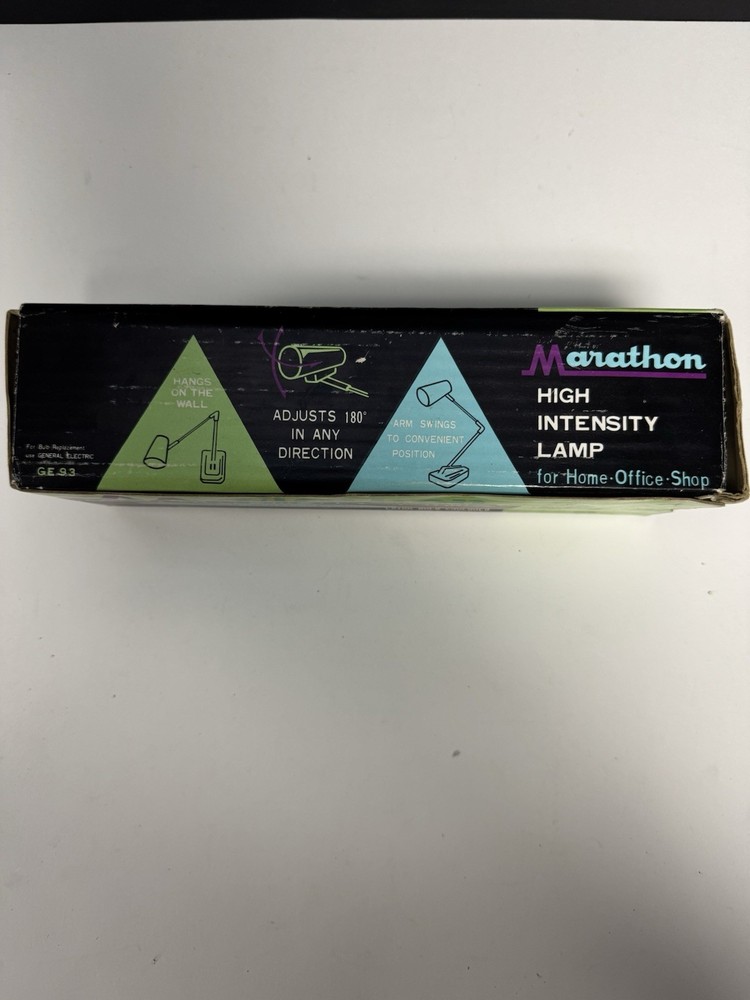 For Bulb Replacement
use GENERAL ELECTRIC
GE 93
HANGS
ON THE
WALL
ADJUSTS 180°
IN ANY
DIRECTION
ARM SWINGS
TO CONVENIENT
POSITION
Marathon
HIGH
INTENSITY
LAMP
for Home·Office·Shop